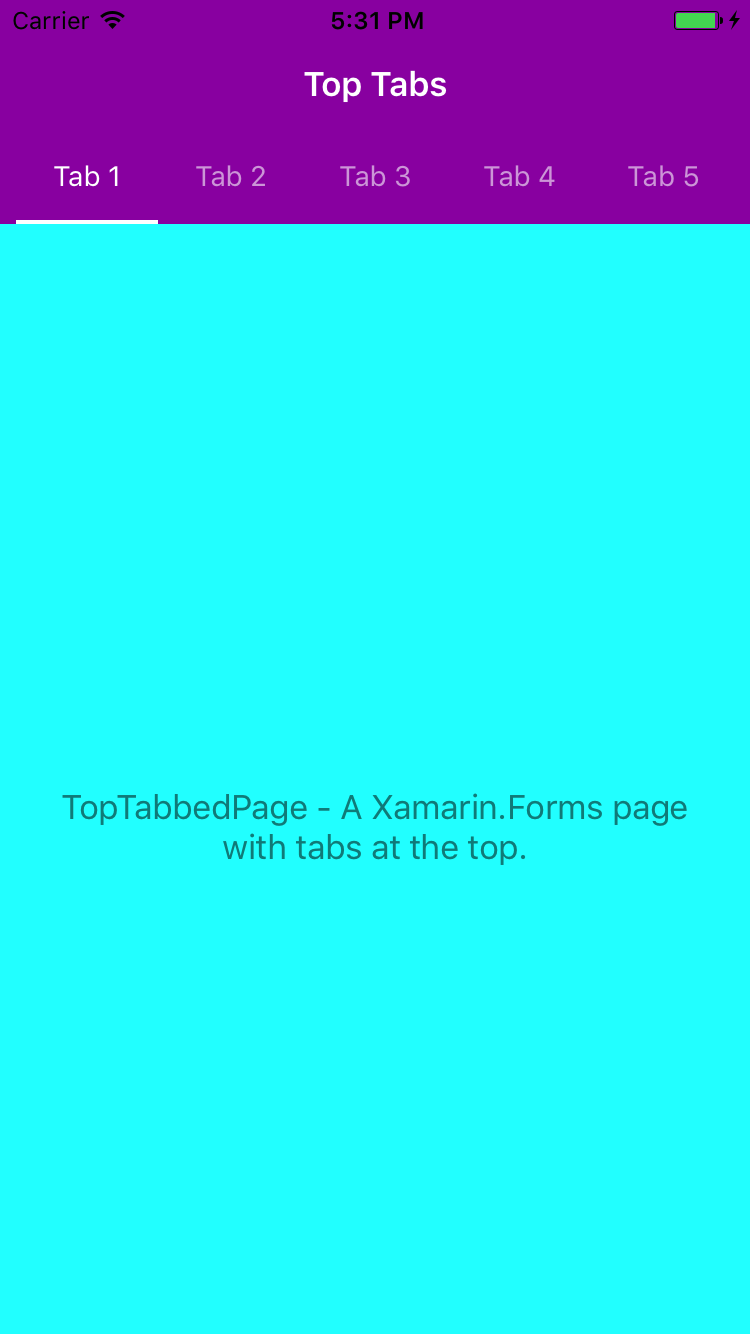 Carrier 5:31 PM
Top Tabs
Tab 1 Tab 2 Tab 3 Tab 4 Tab 5
TopTabbedPage - A Xamarin.Forms page
with tabs at the top.